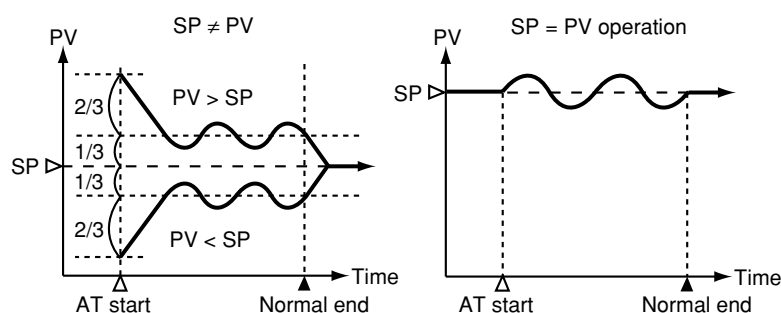 SP ≠ PV
PV
2/3
PV > SP
1/3
SP
1/3
2/3
PV < SP
Time
AT start
Normal end
SP = PV operation
PV
SP
Time
AT start
Normal end